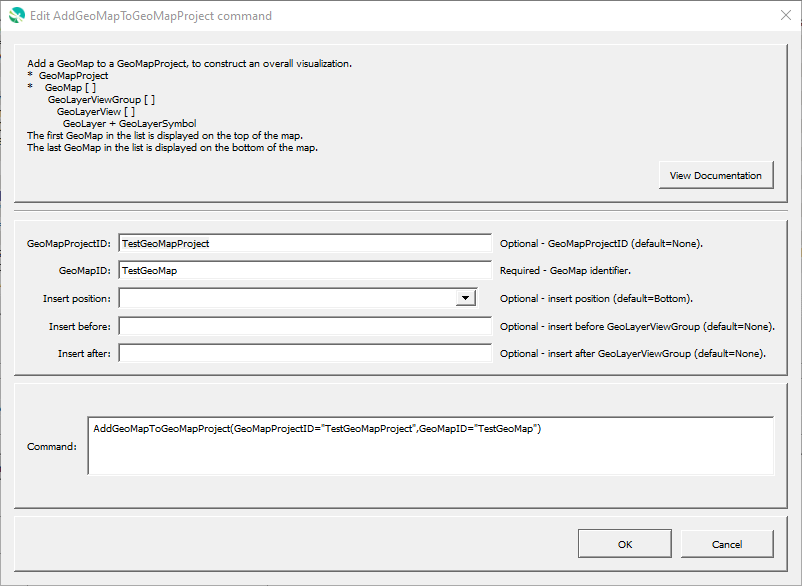 Edit AddGeoMapToGeoMapProject command
Add a GeoMap to a GeoMapProject, to construct an overall visualization.
* GeoMapProject
* GeoMap [ ]
GeoLayerViewGroup [ ]
GeoLayerView [ ]
GeoLayer + GeoLayerSymbol
The first GeoMap in the list is displayed on the top of the map.
The last GeoMap in the list is displayed on the bottom of the map.
View Documentation
GeoMapProjectID: TestGeoMapProject Optional - GeoMapProjectID (default=None).
GeoMapID: TestGeoMap Required - GeoMap identifier.
Insert position: Optional - insert position (default=Bottom).
Insert before: Optional - insert before GeoLayerViewGroup (default=None).
Insert after: Optional - insert after GeoLayerViewGroup (default=None).
AddGeoMapToGeoMapProject(GeoMapProjectID="TestGeoMapProject",GeoMapID="TestGeoMap")
Command:
OK Cancel